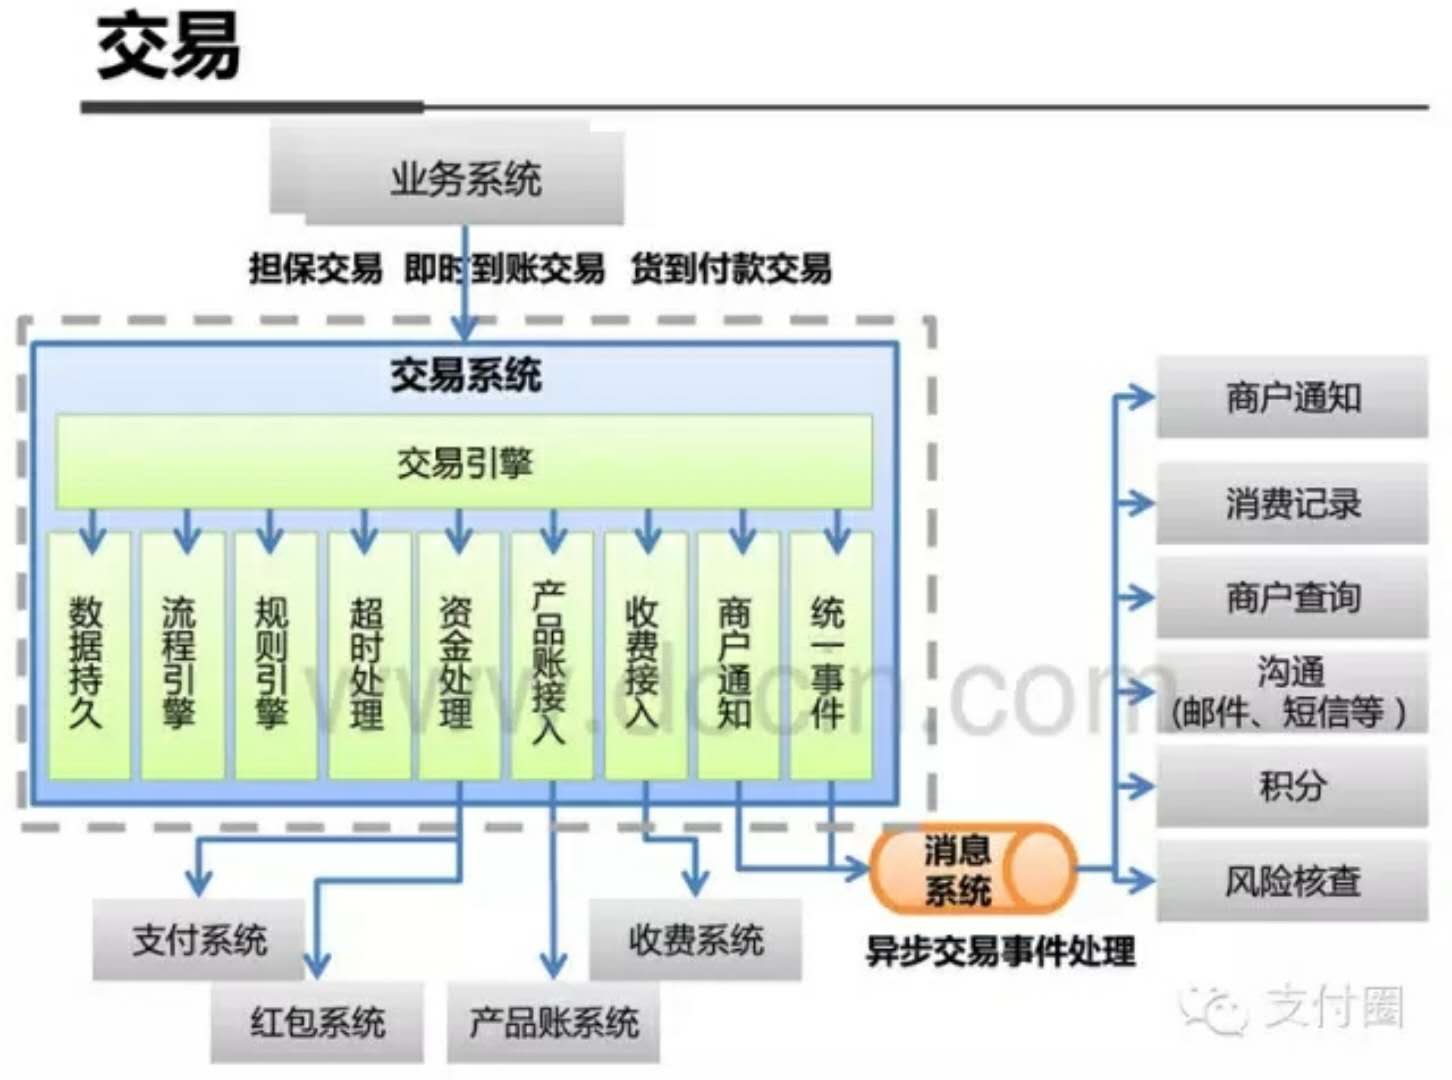 交易
业务系统
担保交易 即时到账交易 货到付款交易
交易系统
交易引擎
数据持久
流程引擎
规则引擎
超时处理
资金处理
产品账接入
收费接入
商户通知
统一事件
www.docin.com
商户通知
消费记录
商户查询
沟通
(邮件、短信等)
积分
风险核查
消息
系统
异步交易事件处理
支付系统
收费系统
红包系统
产品账系统
支付圈